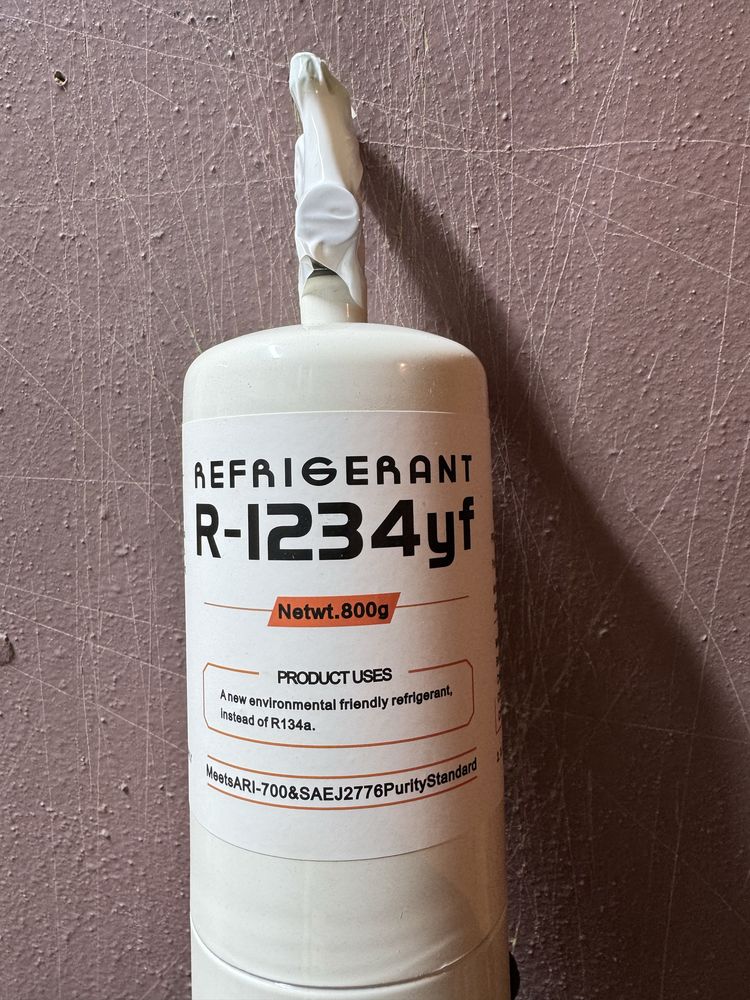 REFRIGERANT
R-1234yf
Netwt.800g
PRODUCT USES
A new environmental friendly refrigerant,
instead of R134a.
MeetsARI-700&SAEJ2776PurityStandard